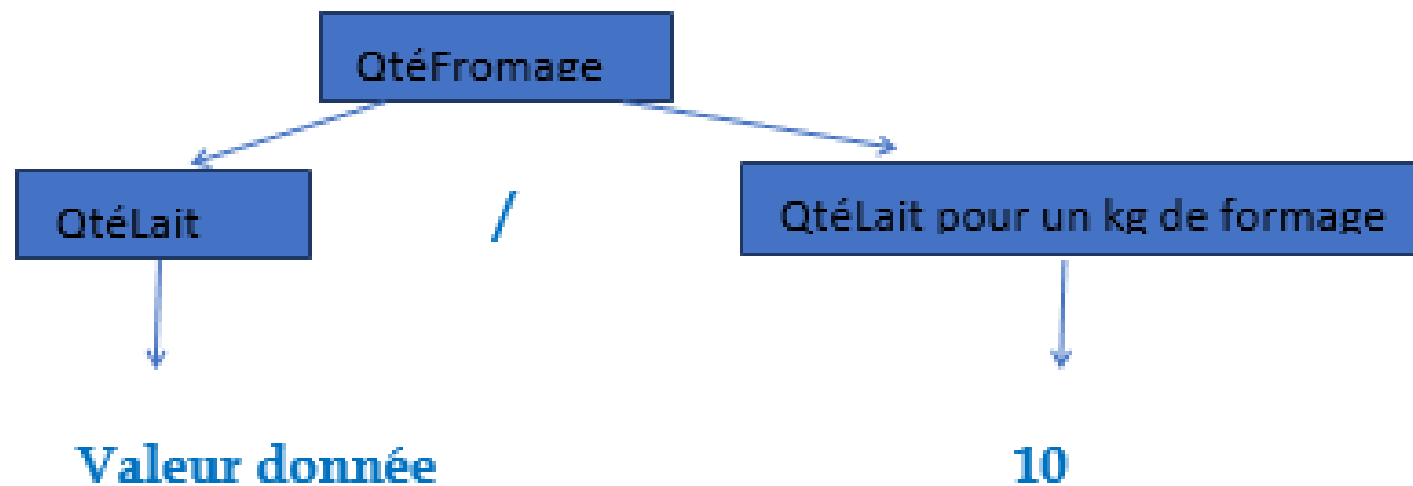 QtéFromage
QtéLait
/
QtéLait pour un kg de formage
Valeur donnée
10